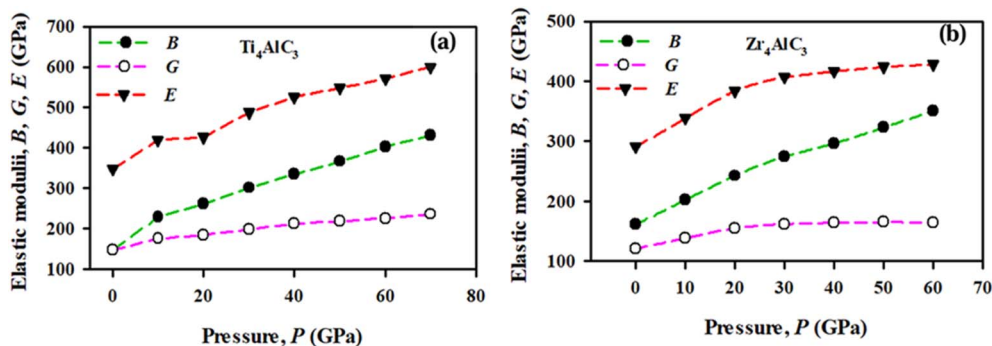 Elastic modulii, B, G, E (GPa)
700
600
500
400
300
200
100
B
G
E
Ti4AlC3
(a)
0
20
40
60
80
Pressure, P (GPa)
Elastic modulii, B, G, E (GPa)
500
400
300
200
100
B
G
E
Zr4AlC3
(b)
0
10
20
30
40
50
60
70
Pressure, P (GPa)